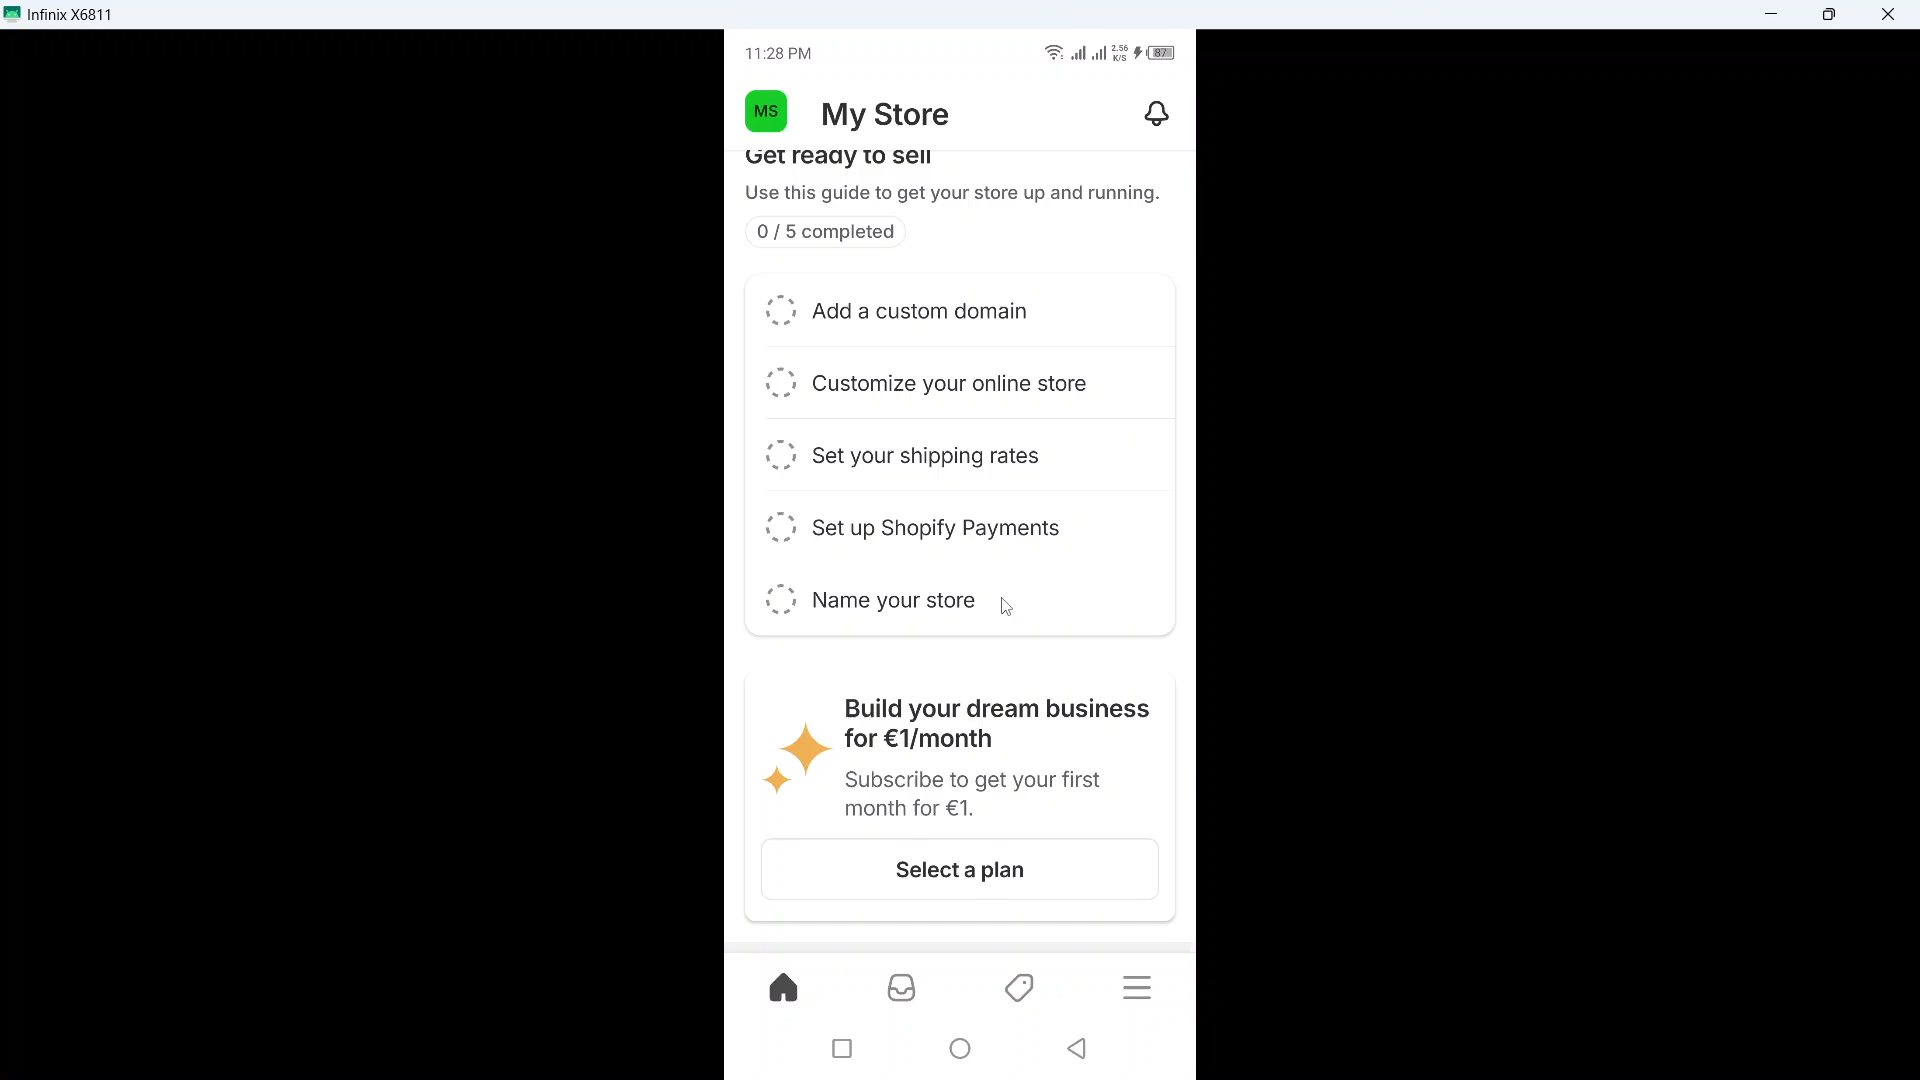 Infinix X6811
11:28 PM
2.56
K/S
87
MS
My Store
Get ready to sell
Use this guide to get your store up and running.
0 / 5 completed
Add a custom domain
Customize your online store
Set your shipping rates
Set up Shopify Payments
Name your store
Build your dream business
for €1/month
Subscribe to get your first
month for €1.
Select a plan